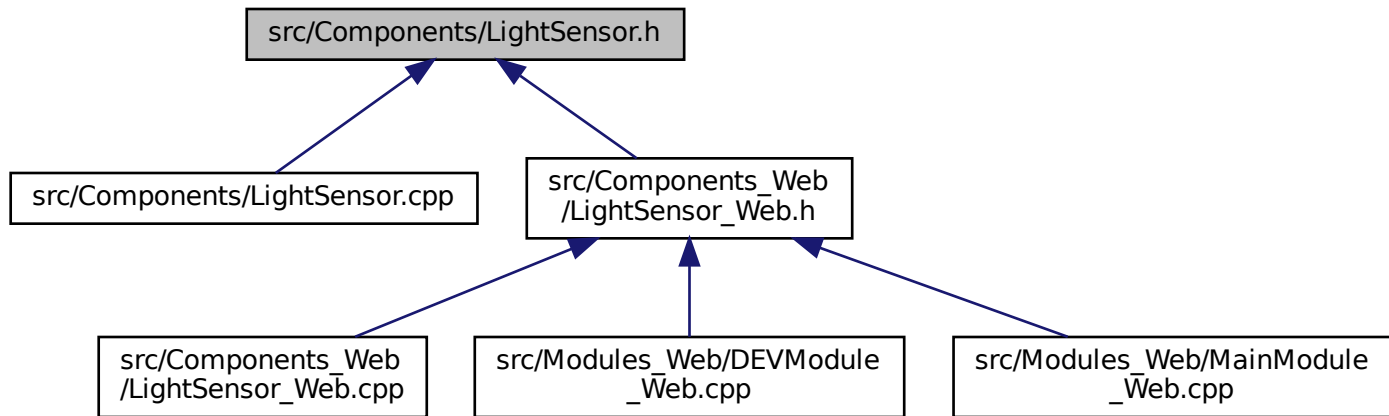 src/Components/LightSensor.h
src/Components/LightSensor.cpp
src/Components_Web
/LightSensor_Web.h
src/Components_Web
/LightSensor_Web.cpp
src/Modules_Web/DEVModule
_Web.cpp
src/Modules_Web/MainModule
_Web.cpp